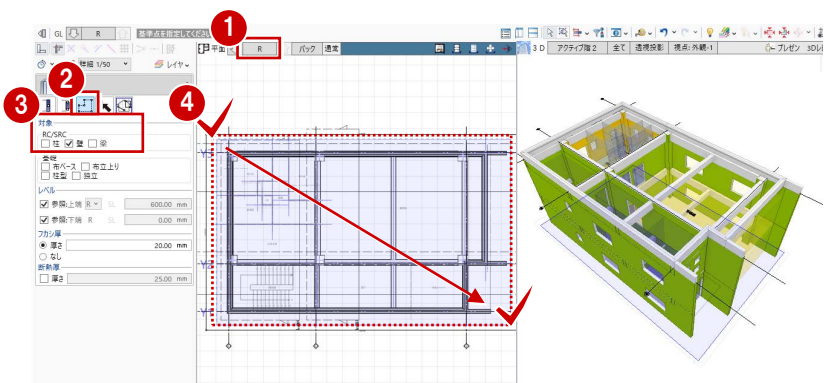 1
GL R 基準点を指定してください
平面 R バック 通常
3D アクティブ階2 全て 透視投影 視点:外観-1 プレゼン
詳細 1/50 レイヤ
2
3
4
対象
RC/SRC
柱 壁 梁
基礎
布ベース 布立上り
柱型 独立
レベル
参照:上端 R SL 600.00 mm
参照:下端 R SL 0.00 mm
フカシ厚
厚さ 20.00 mm
なし
断熱厚
厚さ 25.00 mm
Y3
Y2
Y1